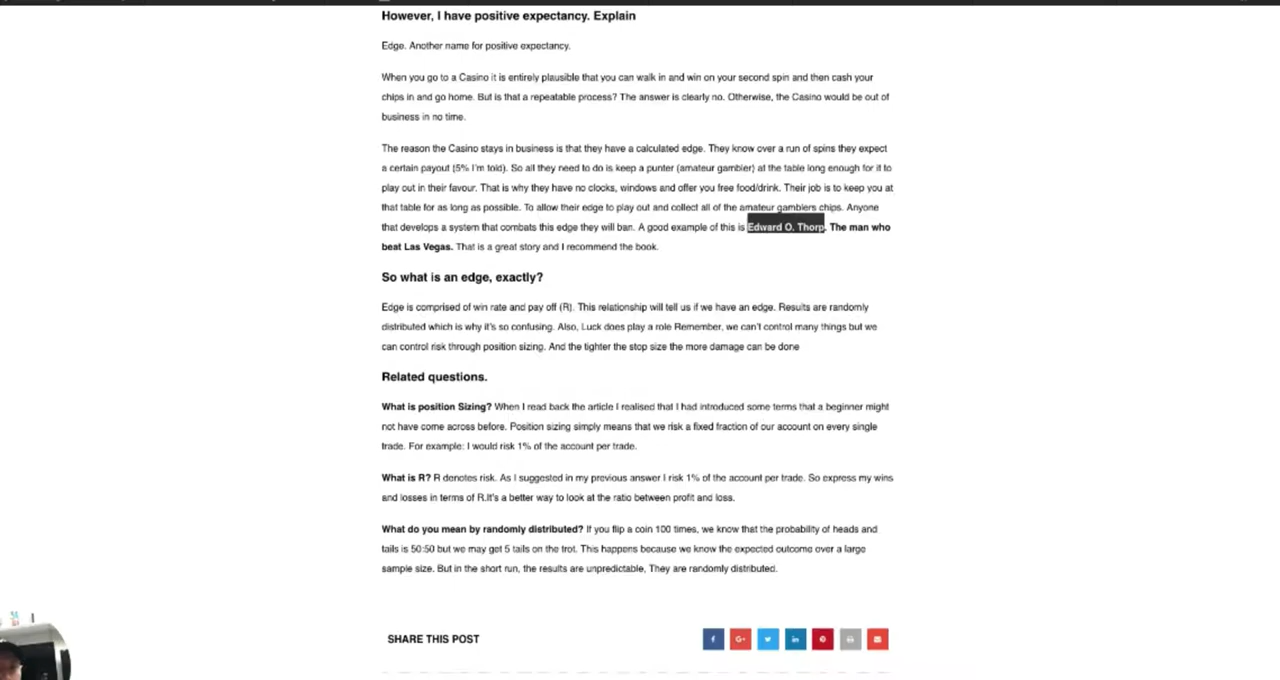 However, I have positive expectancy. Explain
Edge. Another name for positive expectancy.
When you go to a Casino it is entirely plausible that you can walk in and win on your second spin and then cash your
chips in and go home. But is that a repeatable process? The answer is clearly no. Otherwise, the Casino would be out of
business in no time.
The reason the Casino stays in business is that they have a calculated edge. They know over a run of spins they expect
a certain payout (5% I'm told). So all they need to do is keep a punter (amateur gambler) at the table long enough for it to
play out in their favour. That is why they have no clocks, windows and offer you free food/drink. Their job is to keep you at
that table for as long as possible. To allow their edge to play out and collect all of the amateur gamblers chips. Anyone
that develops a system that combats this edge they will ban. A good example of this is Edward O. Thorp. The man who
beat Las Vegas. That is a great story and I recommend the book.
So what is an edge, exactly?
Edge is comprised of win rate and pay off (R). This relationship will tell us if we have an edge. Results are randomly
distributed which is why it's so confusing. Also, Luck does play a role Remember, we can't control many things but we
can control risk through position sizing. And the tighter the stop size the more damage can be done
Related questions.
What is position Sizing? When I read back the article I realised that I had introduced some terms that a beginner might
not have come across before. Position sizing simply means that we risk a fixed fraction of our account on every single
trade. For example: I would risk 1% of the account per trade.
What is R? R denotes risk. As I suggested in my previous answer I risk 1% of the account per trade. So express my wins
and losses in terms of R.It's a better way to look at the ratio between profit and loss.
What do you mean by randomly distributed? If you flip a coin 100 times, we know that the probability of heads and
tails is 50:50 but we may get 5 tails on the trot. This happens because we know the expected outcome over a large
sample size. But in the short run, the results are unpredictable, They are randomly distributed.
SHARE THIS POST